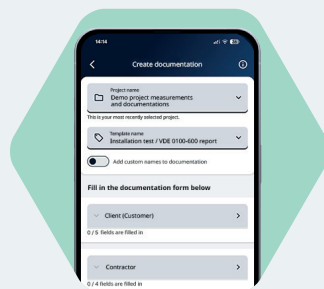 14:14
Create documentation
Project name
Demo project measurements
and documentations
This is your most recently selected project.
Template name
Installation test / VDE 0100-600 report
Add custom names to documentation
Fill in the documentation form below
Client (Customer)
0 / 5 fields are filled in
Contractor
0 / 4 fields are filled in